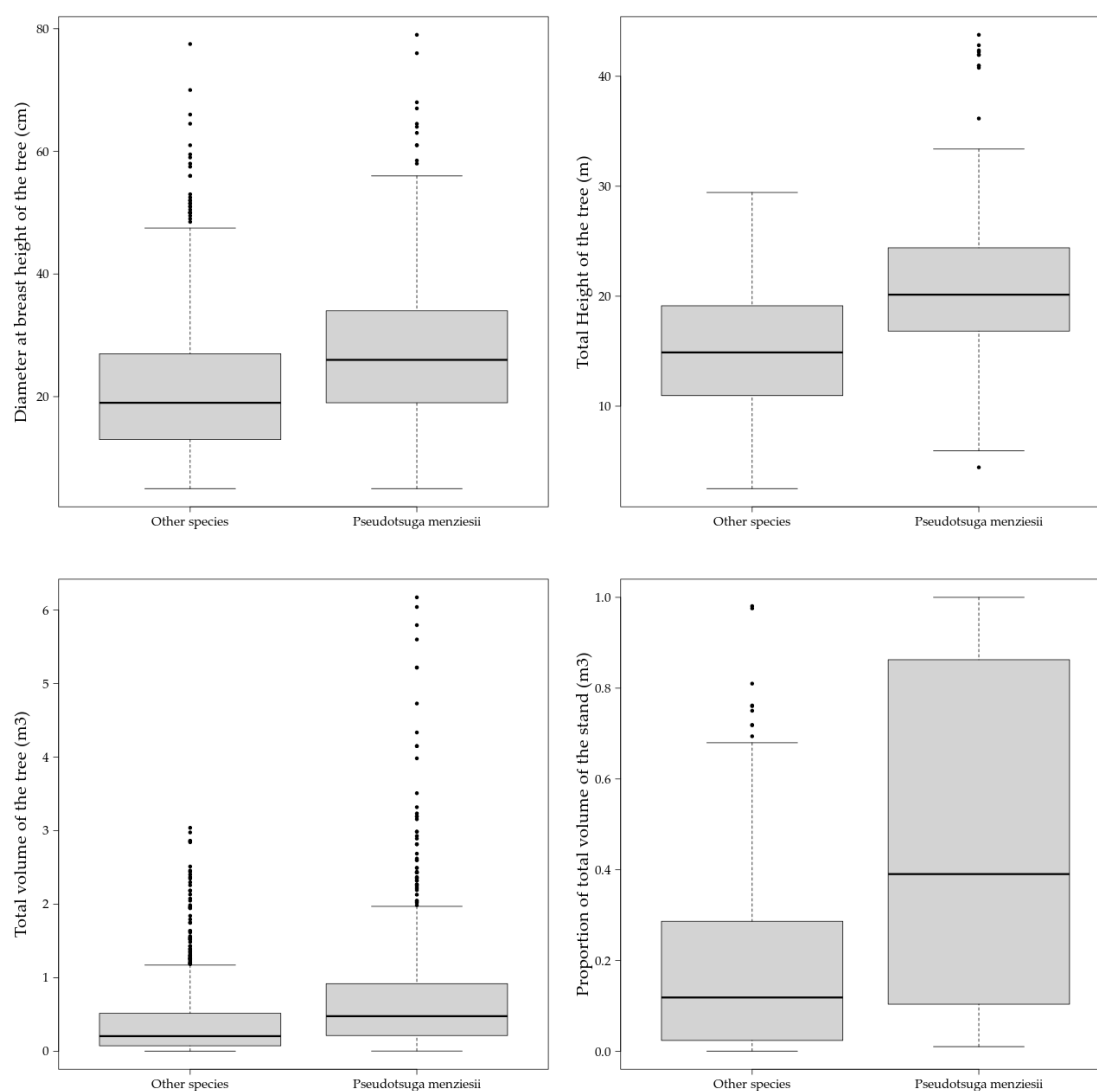 Diameter at breast height of the tree (cm)
80
60
40
20
Other species
Pseudotsuga menziesii
Total Height of the tree (m)
40
30
20
10
Other species
Pseudotsuga menziesii
Total volume of the tree (m3)
6
5
4
3
2
1
0
Other species
Pseudotsuga menziesii
Proportion of total volume of the stand (m3)
1.0
0.8
0.6
0.4
0.2
0.0
Other species
Pseudotsuga menziesii